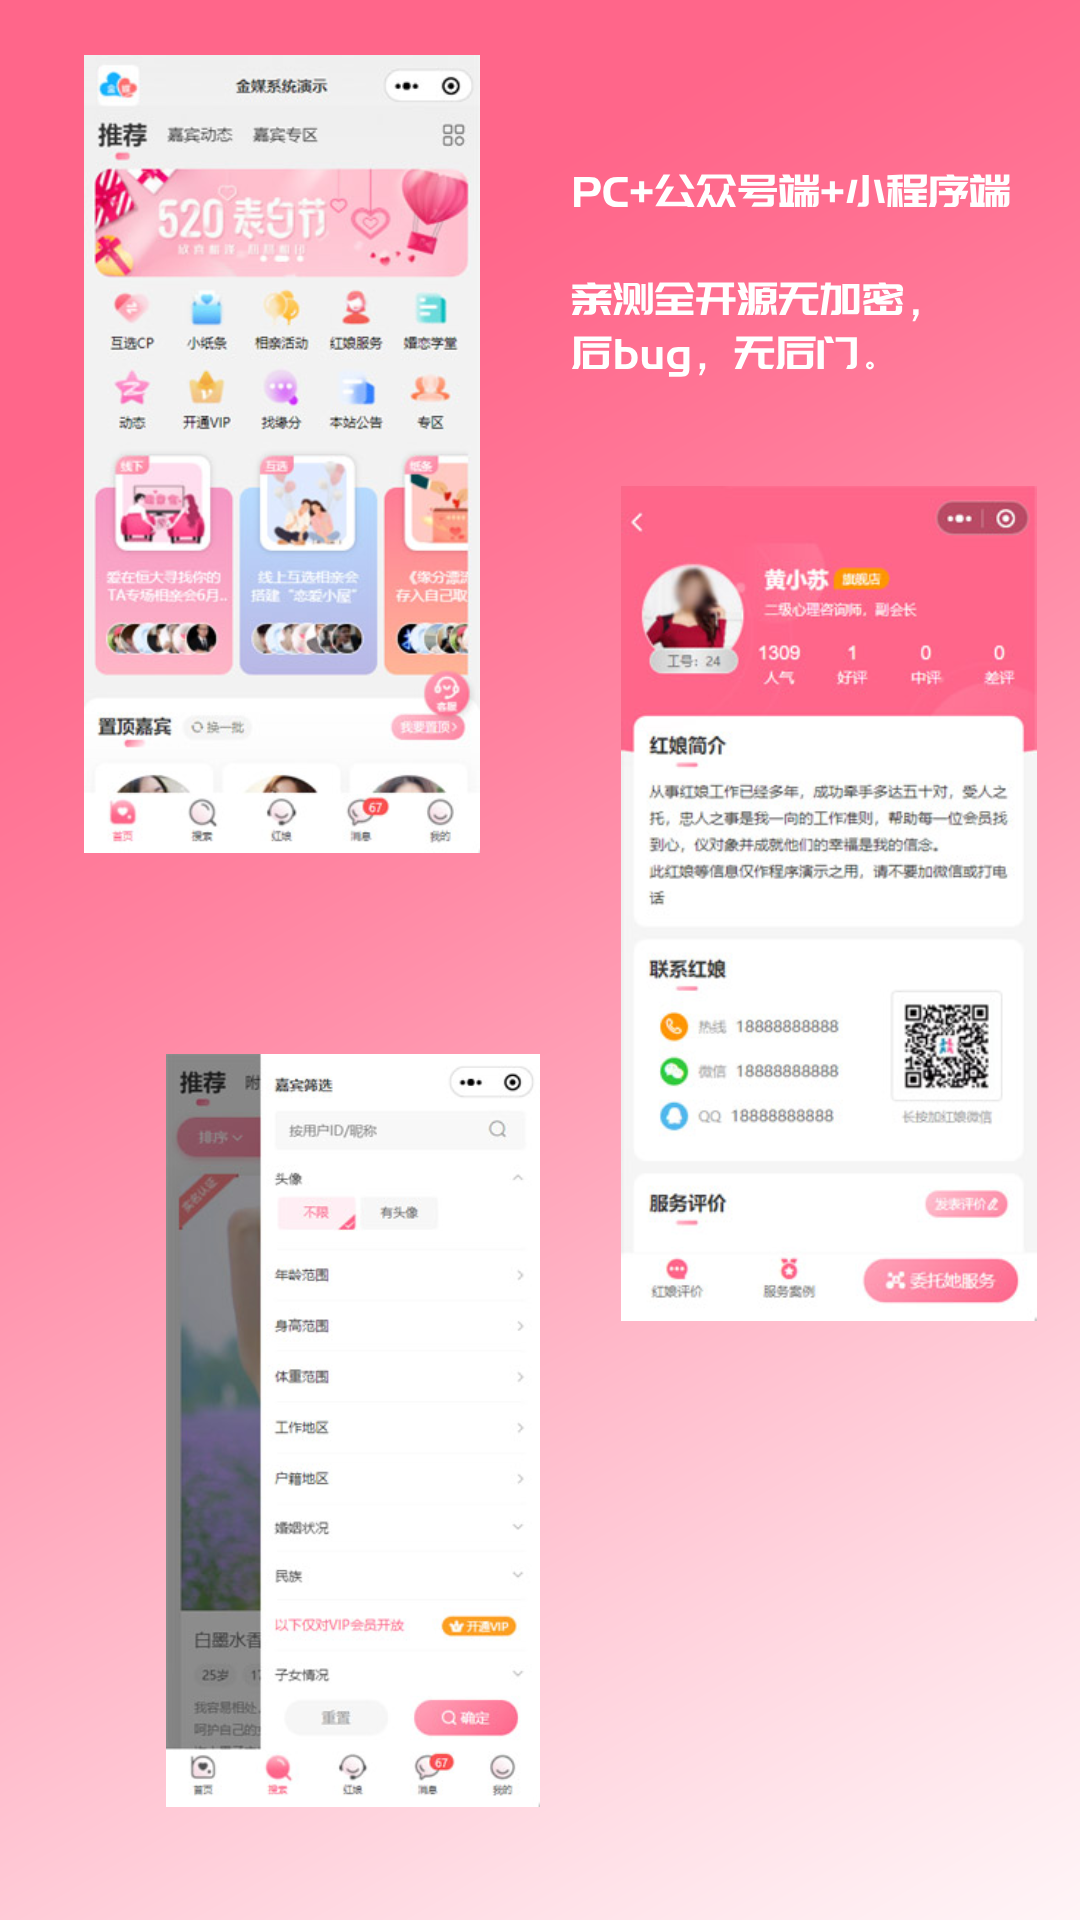 金媒系统演示
推荐 嘉宾动态 嘉宾专区
520表白节
互选CP 小纸条 相亲活动 红娘服务 婚恋学堂
动态 开通VIP 找缘分 本站公告 专区
线下 互选 纸条
爱在恒大寻找你的
TA专场相亲会6月...
线上互选相亲会
搭建“恋爱小屋”
《缘分漂流
存入自己取
客服
置顶嘉宾 换一批 我要置顶
首页 搜索 红娘 消息 67 我的
PC+公众号端+小程序端
亲测全开源无加密，
后bug，无后门。
黄小苏 旗舰店
二级心理咨询师，副会长
工号：24
1309 1 0 0
人气 好评 中评 差评
红娘简介
从事红娘工作已经多年，成功牵手多达五十对，受人之
托，忠人之事是我一向的工作准则，帮助每一位会员找
到心，仪对象并成就他们的幸福是我的信念。
此红娘等信息仅作程序演示之用，请不要加微信或打电
话
联系红娘
热线 18888888888
微信 18888888888
QQ 18888888888
长按加红娘微信
服务评价 发表评价
红娘评价 服务案例 委托她服务
推荐 附
排序
实名认证
白墨水香
25岁 17
我容易相处.
呵护自己的
嘉宾筛选
按用户ID/昵称
头像
不限 有头像
年龄范围
身高范围
体重范围
工作地区
户籍地区
婚姻状况
民族
以下仅对VIP会员开放 开通VIP
子女情况
重置 确定
首页 搜索 红娘 消息 67 我的